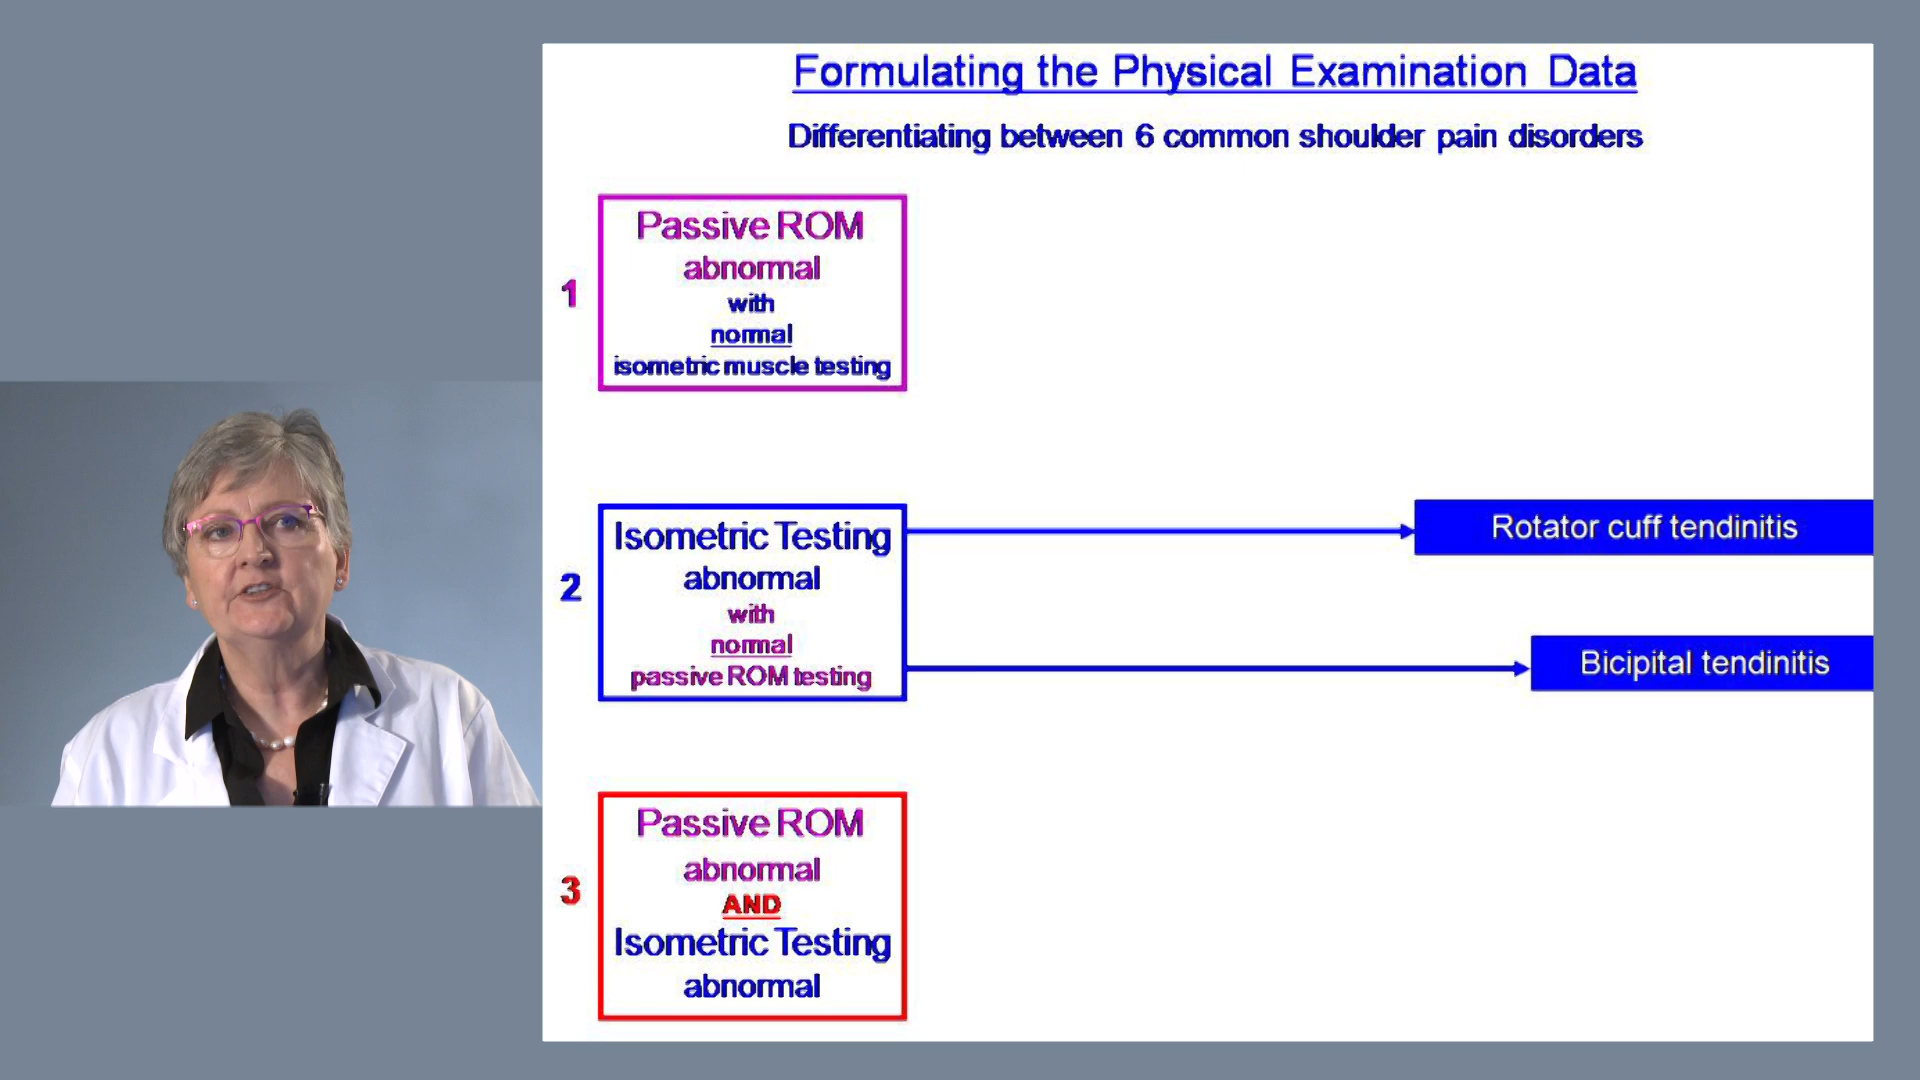 Formulating the Physical Examination Data
Differentiating between 6 common shoulder pain disorders
1
Passive ROM
abnormal
with
normal
isometric muscle testing
2
Isometric Testing
abnormal
with
normal
passive ROM testing
Rotator cuff tendinitis
Bicipital tendinitis
3
Passive ROM
abnormal
AND
Isometric Testing
abnormal